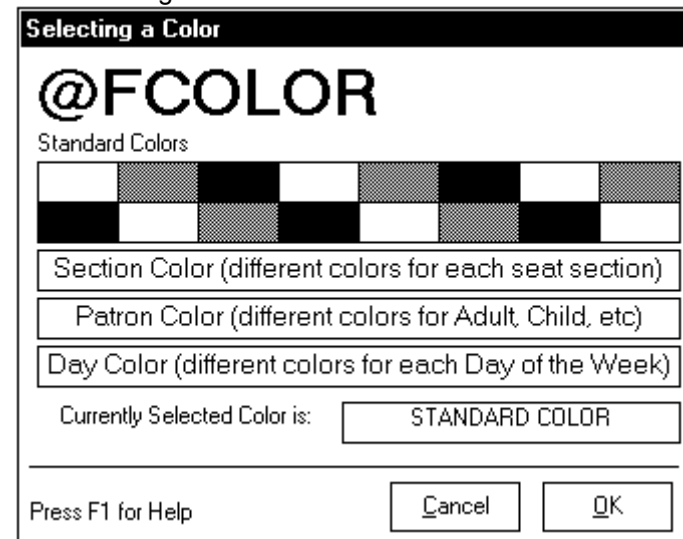 Selecting a Color
@FCOLOR
Standard Colors
Section Color (different colors for each seat section)
Patron Color (different colors for Adult, Child, etc)
Day Color (different colors for each Day of the Week)
Currently Selected Color is: STANDARD COLOR
Press F1 for Help Cancel OK